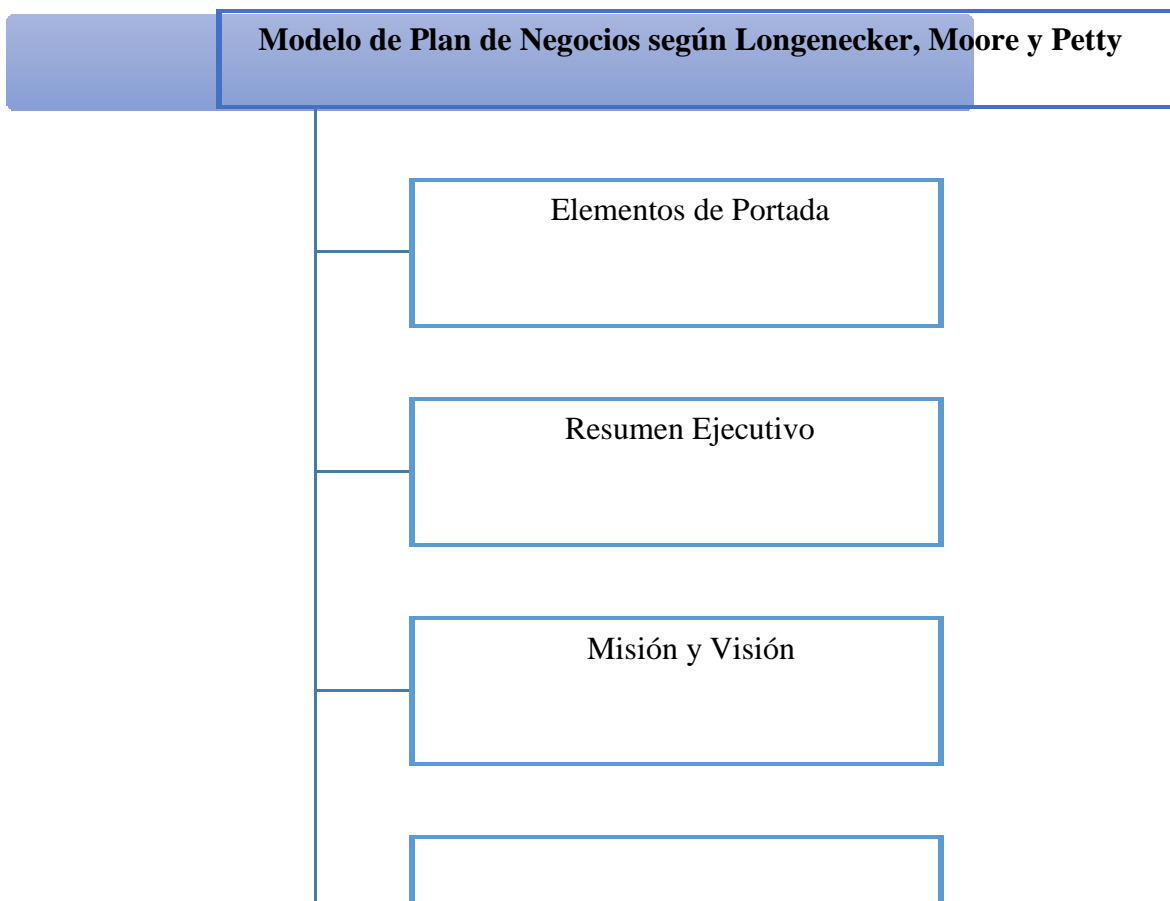 Modelo de Plan de Negocios según Longenecker, Moore y Petty
Elementos de Portada
Resumen Ejecutivo
Misión y Visión